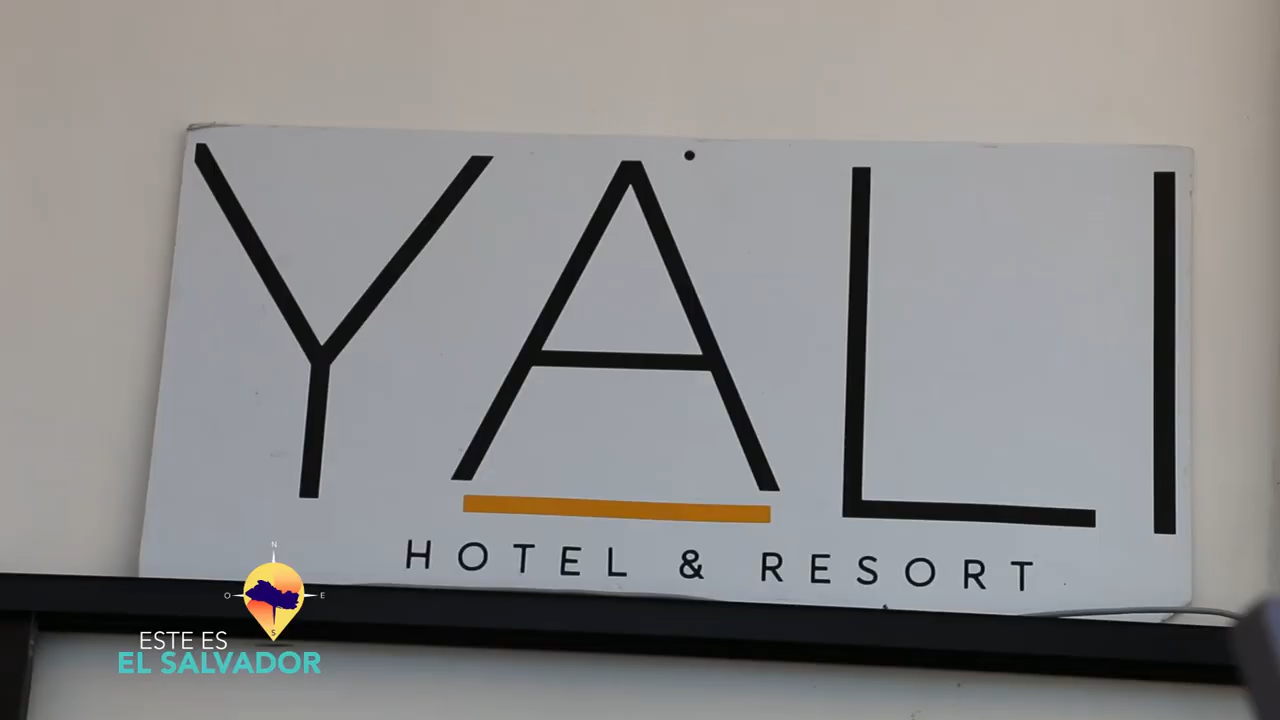 YALI
HOTEL & RESORT
N
O E
S
ESTE ES
EL SALVADOR